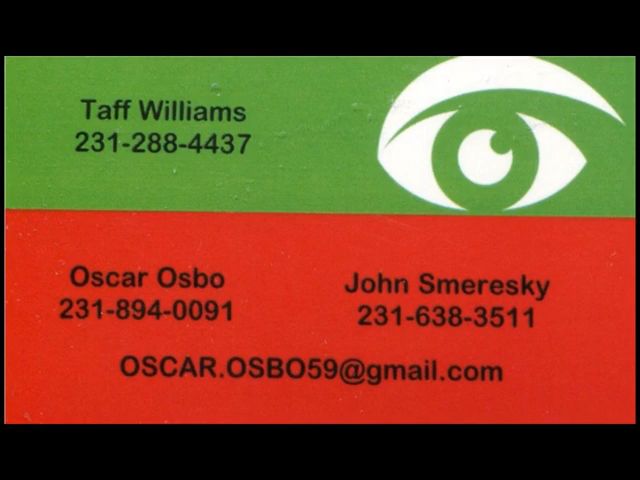 Taff Williams
231-288-4437
Oscar Osbo
231-894-0091
John Smeresky
231-638-3511
OSCAR.OSBO59@gmail.com